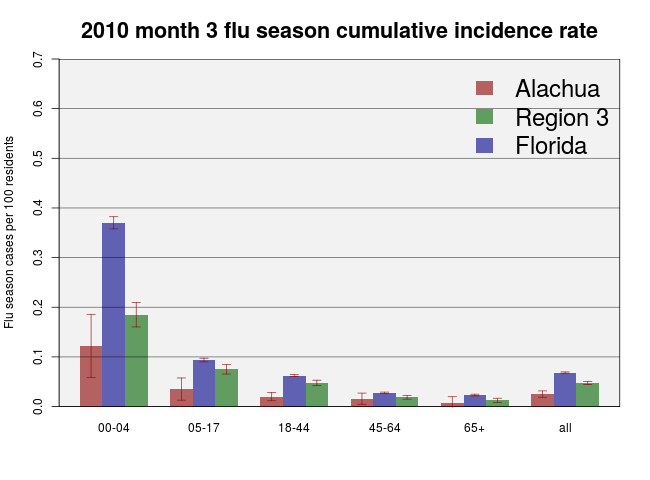 2010 month 3 flu season cumulative incidence rate
Flu season cases per 100 residents
0.7
0.6
0.5
0.4
0.3
0.2
0.1
0.0
Alachua
Region 3
Florida
00-04 05-17 18-44 45-64 65+ all